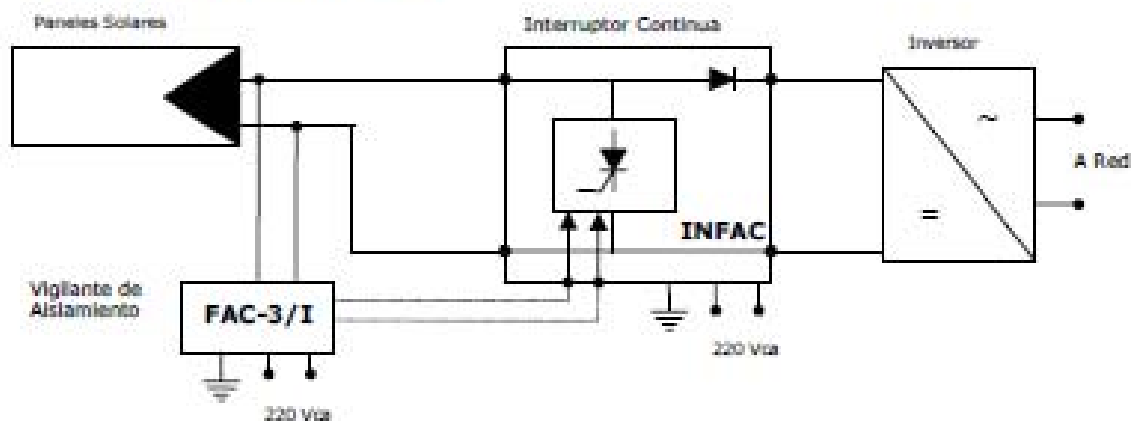 Paneles Solares
Interruptor Continua
Inversor
~
A Red
=
INFAC
Vigilante de
Aislamiento
FAC-3/I
220 Vca
220 Vca